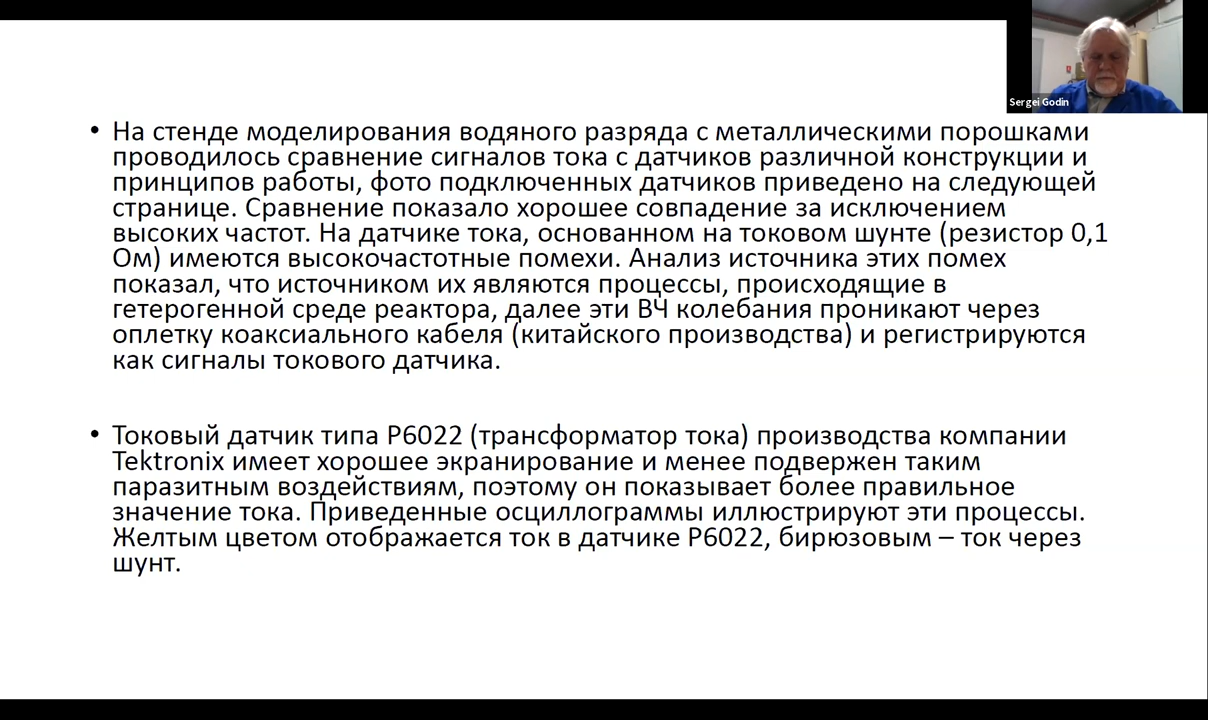 Sergei Godin
• На стенде моделирования водяного разряда с металлическими порошками
проводилось сравнение сигналов тока с датчиков различной конструкции и
принципов работы, фото подключенных датчиков приведено на следующей
странице. Сравнение показало хорошее совпадение за исключением
высоких частот. На датчике тока, основанном на токовом шунте (резистор 0,1
Ом) имеются высокочастотные помехи. Анализ источника этих помех
показал, что источником их являются процессы, происходящие в
гетерогенной среде реактора, далее эти ВЧ колебания проникают через
оплетку коаксиального кабеля (китайского производства) и регистрируются
как сигналы токового датчика.
• Токовый датчик типа P6022 (трансформатор тока) производства компании
Tektronix имеет хорошее экранирование и менее подвержен таким
паразитным воздействиям, поэтому он показывает более правильное
значение тока. Приведенные осциллограммы иллюстрируют эти процессы.
Желтым цветом отображается ток в датчике P6022, бирюзовым – ток через
шунт.